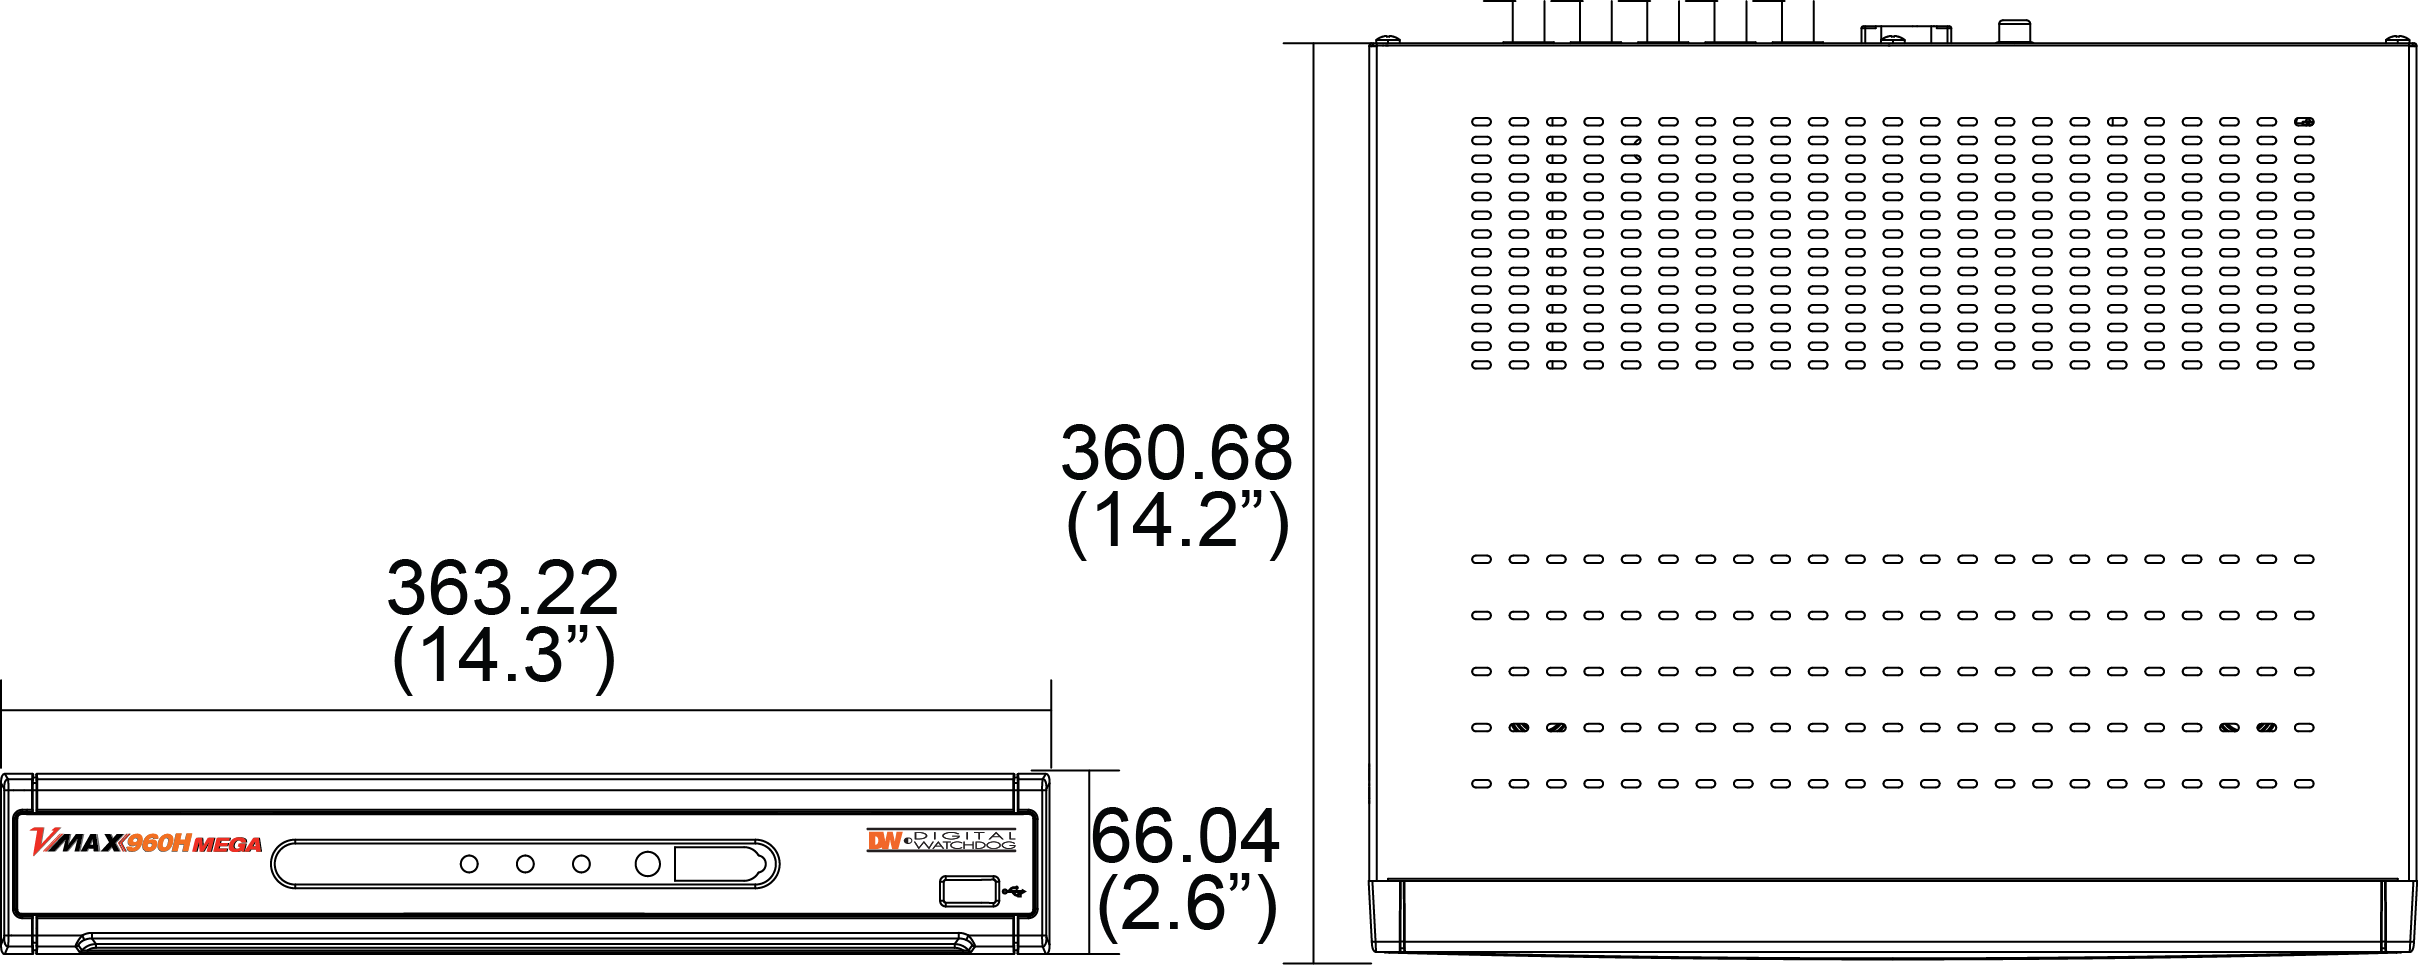 363.22
(14.3”)
360.68
(14.2”)
66.04
(2.6”)
VMAX960H MEGA
DW DIGITAL
WATCHDOG